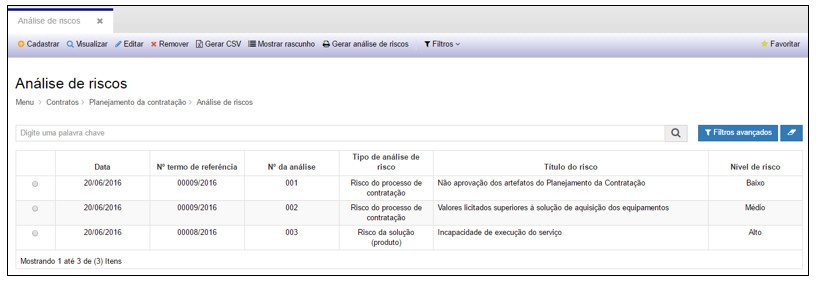 Análise de riscos ×
Cadastrar Visualizar Editar Remover Gerar CSV Mostrar rascunho Gerar análise de riscos Filtros Favoritar
Análise de riscos
Menu > Contratos > Planejamento da contratação > Análise de riscos
Digite uma palavra chave Filtros avançados
Data Nº termo de referência Nº da análise Tipo de análise de risco Título do risco Nível de risco
20/06/2016 00009/2016 001 Risco do processo de contratação Não aprovação dos artefatos do Planejamento da Contratação Baixo
20/06/2016 00009/2016 002 Risco do processo de contratação Valores licitados superiores à solução de aquisição dos equipamentos Médio
20/06/2016 00008/2016 003 Risco da solução (produto) Incapacidade de execução do serviço Alto
Mostrando 1 até 3 de (3) Itens